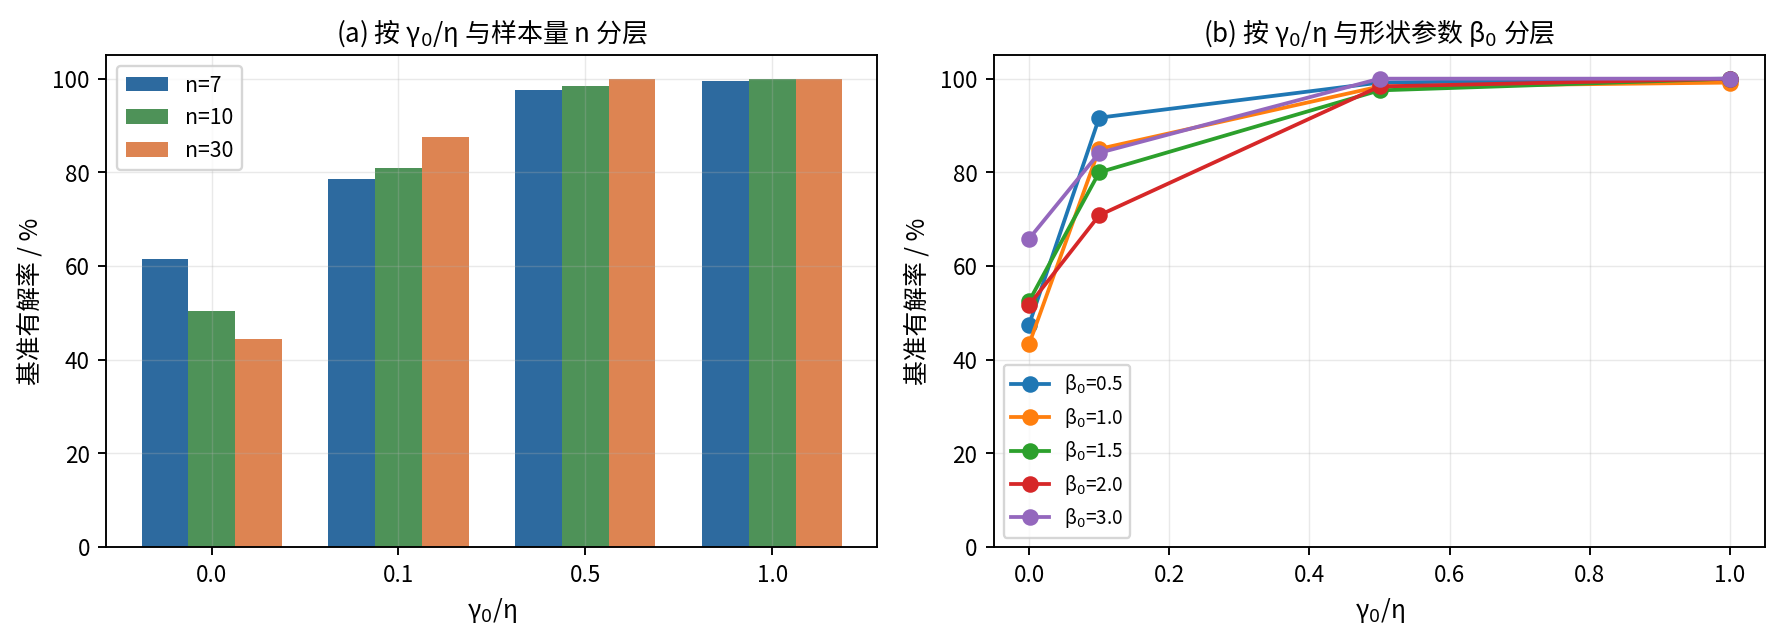 (a) 按 γ₀/η 与样本量 n 分层
n=7
n=10
n=30
100
80
60
40
20
0
基准有解率 / %
0.0 0.1 0.5 1.0
γ₀/η
(b) 按 γ₀/η 与形状参数 β₀ 分层
100
80
60
40
20
0
基准有解率 / %
β₀=0.5
β₀=1.0
β₀=1.5
β₀=2.0
β₀=3.0
0.0 0.2 0.4 0.6 0.8 1.0
γ₀/η